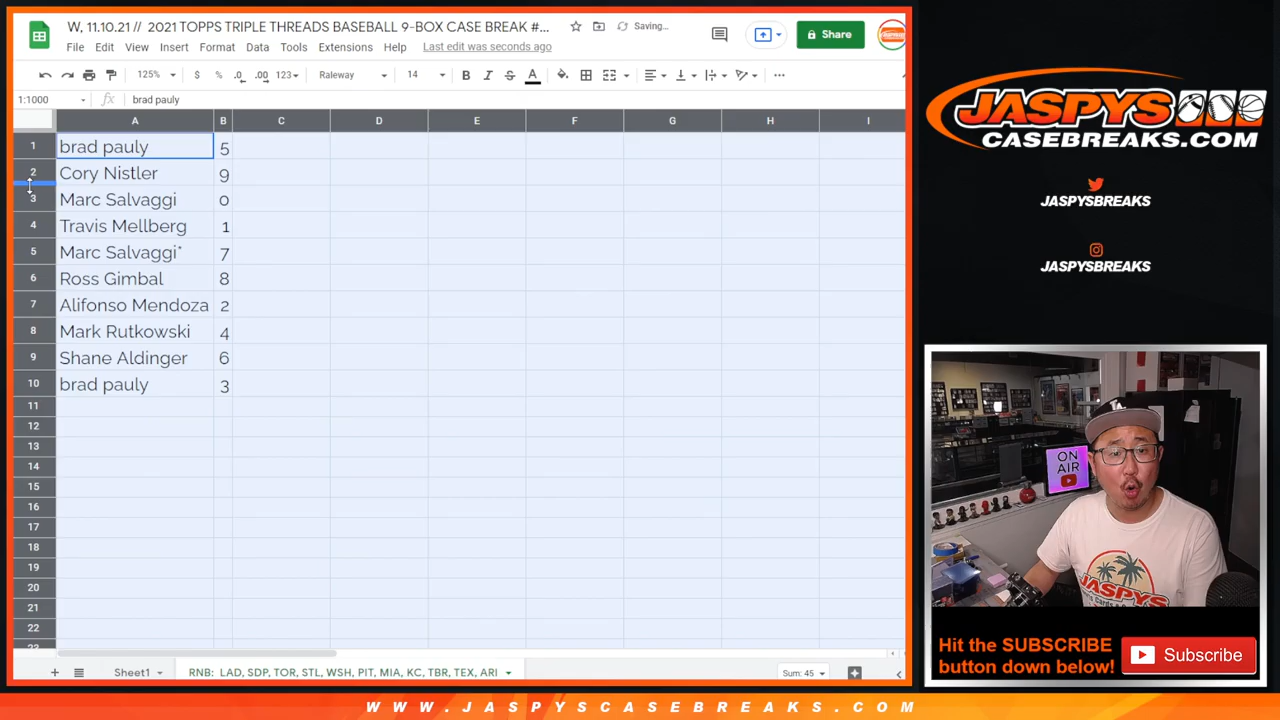 W, 11.10.21 //  2021 TOPPS TRIPLE THREADS BASEBALL 9-BOX CASE BREAK #...
Saving...
File Edit View Insert Format Data Tools Extensions Help Last edit was seconds ago
Share
125% $ % .0 .00 123 Raleway 14 B I S A
1:1000 fx brad pauly
A B C D E F G H I
1 brad pauly 5
2 Cory Nistler 9
3 Marc Salvaggi 0
4 Travis Mellberg 1
5 Marc Salvaggi* 7
6 Ross Gimbal 8
7 Alifonso Mendoza 2
8 Mark Rutkowski 4
9 Shane Aldinger 6
10 brad pauly 3
11
12
13
14
15
16
17
18
19
20
21
22
23
Sheet1 RNB: LAD, SDP, TOR, STL, WSH, PIT, MIA, KC, TBR, TEX, ARI Sum: 45
JASPYS
CASEBREAKS.COM
JASPYSBREAKS
JASPYSBREAKS
ON
AIR
LA
JASPYS
Hit the SUBSCRIBE
button down below!
Subscribe
WWW.JASPYSCASEBREAKS.COM